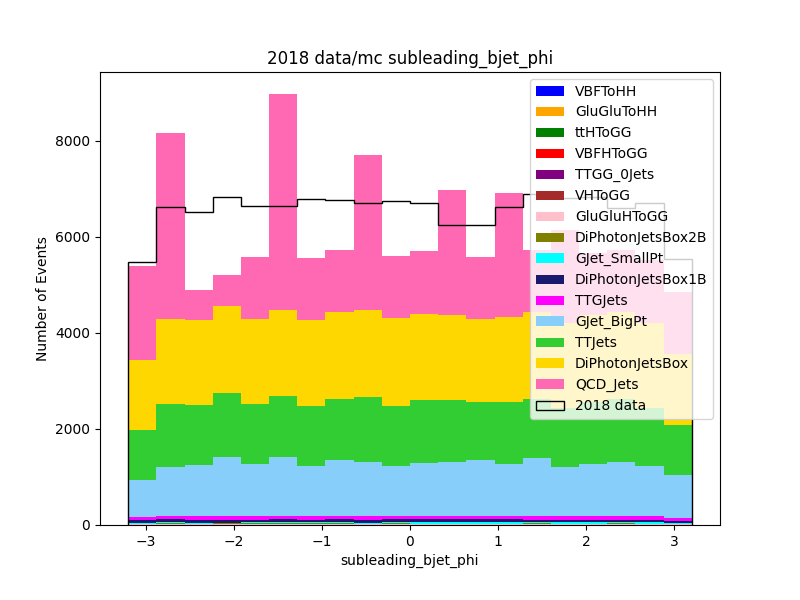 2018 data/mc subleading_bjet_phi
Number of Events
8000
6000
4000
2000
0
VBFToHH
GluGluToHH
ttHToGG
VBFHToGG
TTGG_0Jets
VHToGG
GluGluHToGG
DiPhotonJetsBox2B
GJet_SmallPt
DiPhotonJetsBox1B
TTGJets
GJet_BigPt
TTJets
DiPhotonJetsBox
QCD_Jets
2018 data
−3 −2 −1 0 1 2 3
subleading_bjet_phi